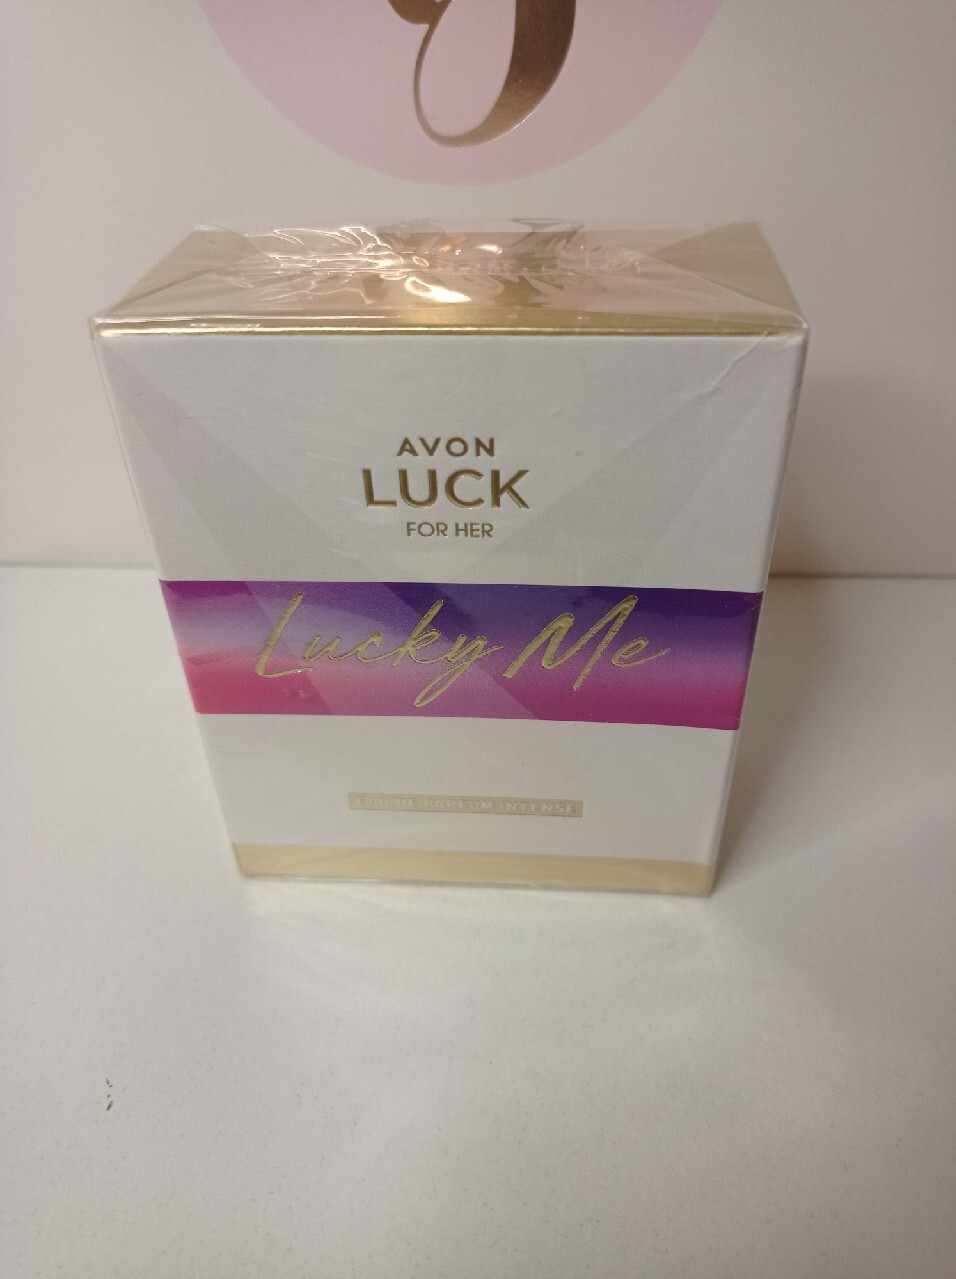 AVON
LUCK
FOR HER
Lucky Me
EAU DE PARFUM INTENSE